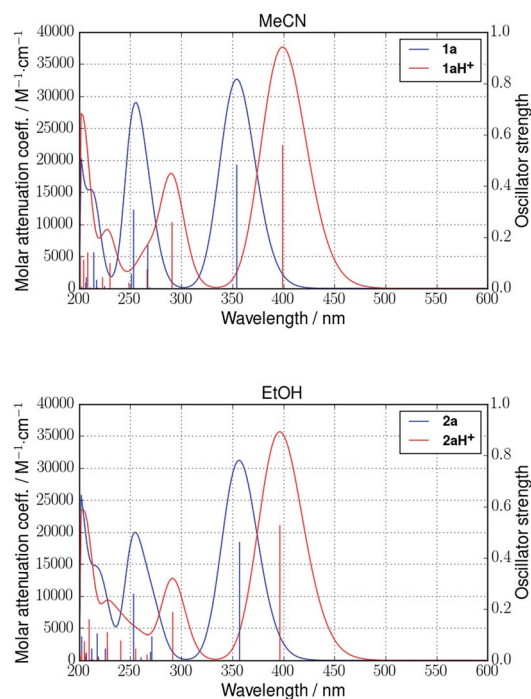 MeCN
40000
35000
30000
25000
20000
15000
10000
5000
0
Molar attenuation coeff. / M⁻¹·cm⁻¹
1.0
0.8
0.6
0.4
0.2
0.0
Oscillator strength
1a
1aH⁺
200 250 300 350 400 450 500 550 600
Wavelength / nm
EtOH
40000
35000
30000
25000
20000
15000
10000
5000
0
Molar attenuation coeff. / M⁻¹·cm⁻¹
1.0
0.8
0.6
0.4
0.2
0.0
Oscillator strength
2a
2aH⁺
200 250 300 350 400 450 500 550 600
Wavelength / nm